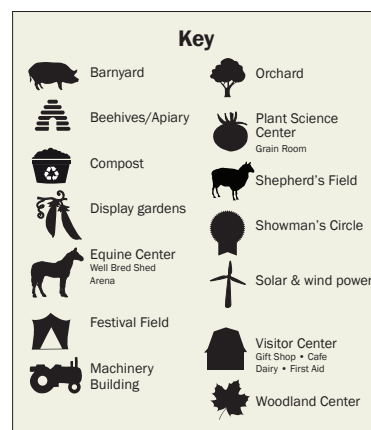 Key
Barnyard
Beehives/Apiary
Compost
Display gardens
Equine Center
Well Bred Shed
Arena
Festival Field
Machinery
Building
Orchard
Plant Science
Center
Grain Room
Shepherd's Field
Showman's Circle
Solar & wind power
Visitor Center
Gift Shop • Cafe
Dairy • First Aid
Woodland Center